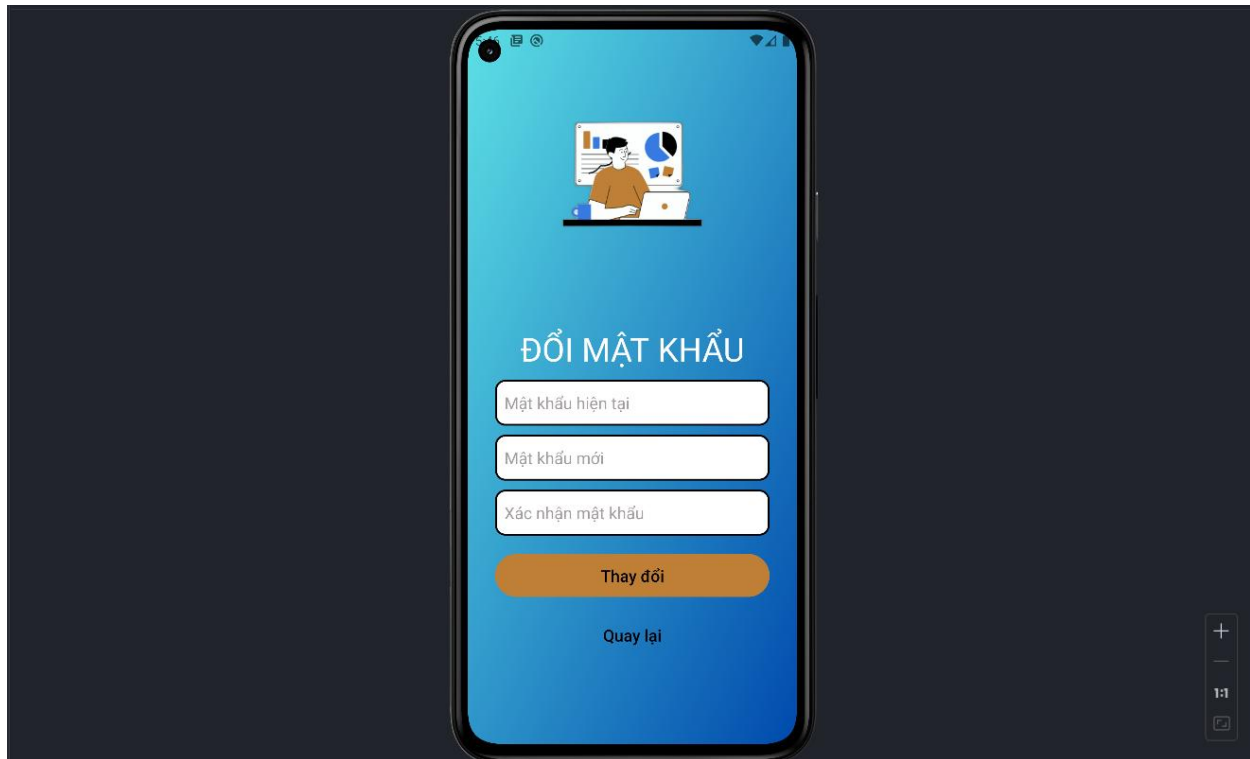 ĐỔI MẬT KHẨU
Mật khẩu hiện tại
Mật khẩu mới
Xác nhận mật khẩu
Thay đổi
Quay lại
1:1